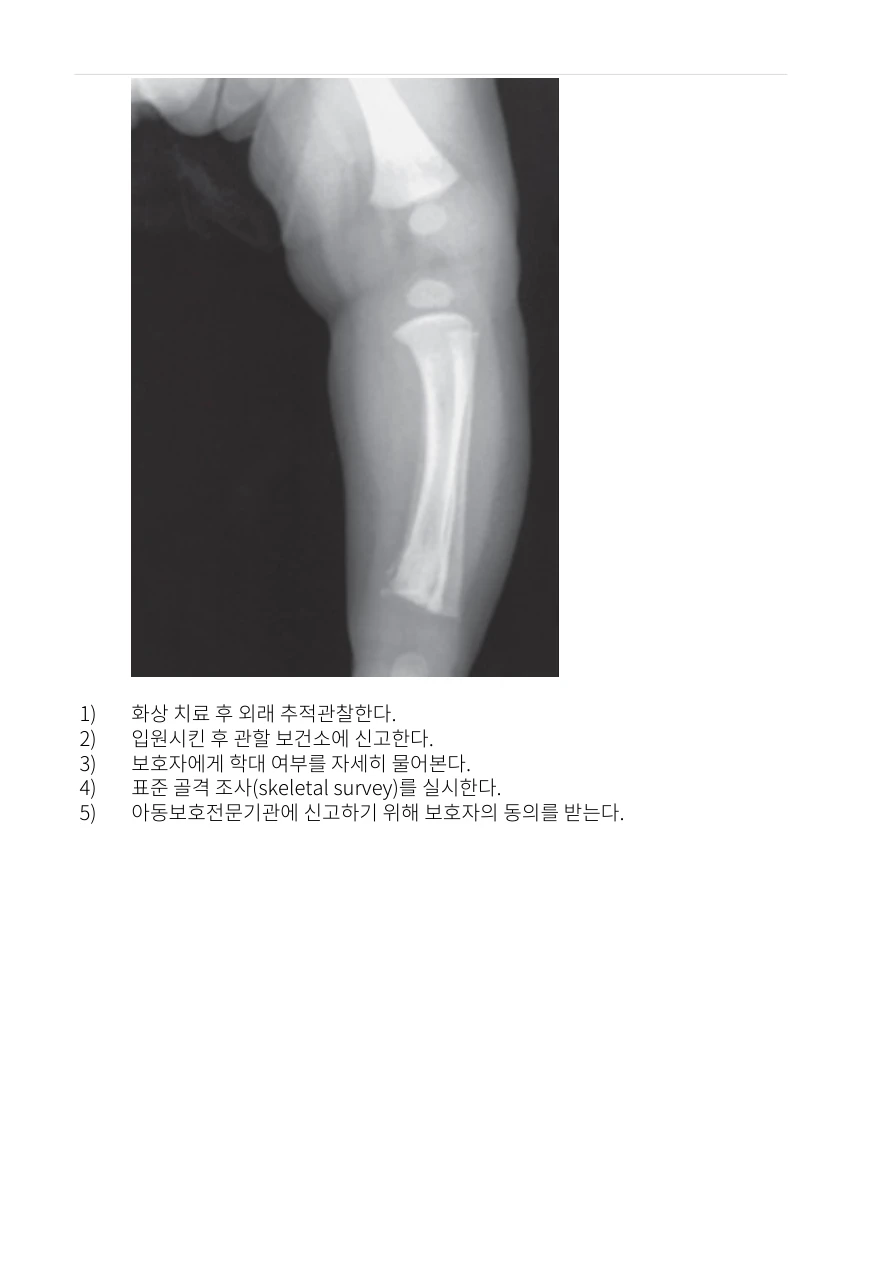 1) 화상 치료 후 외래 추적관찰한다.
2) 입원시킨 후 관할 보건소에 신고한다.
3) 보호자에게 학대 여부를 자세히 물어본다.
4) 표준 골격 조사(skeletal survey)를 실시한다.
5) 아동보호전문기관에 신고하기 위해 보호자의 동의를 받는다.